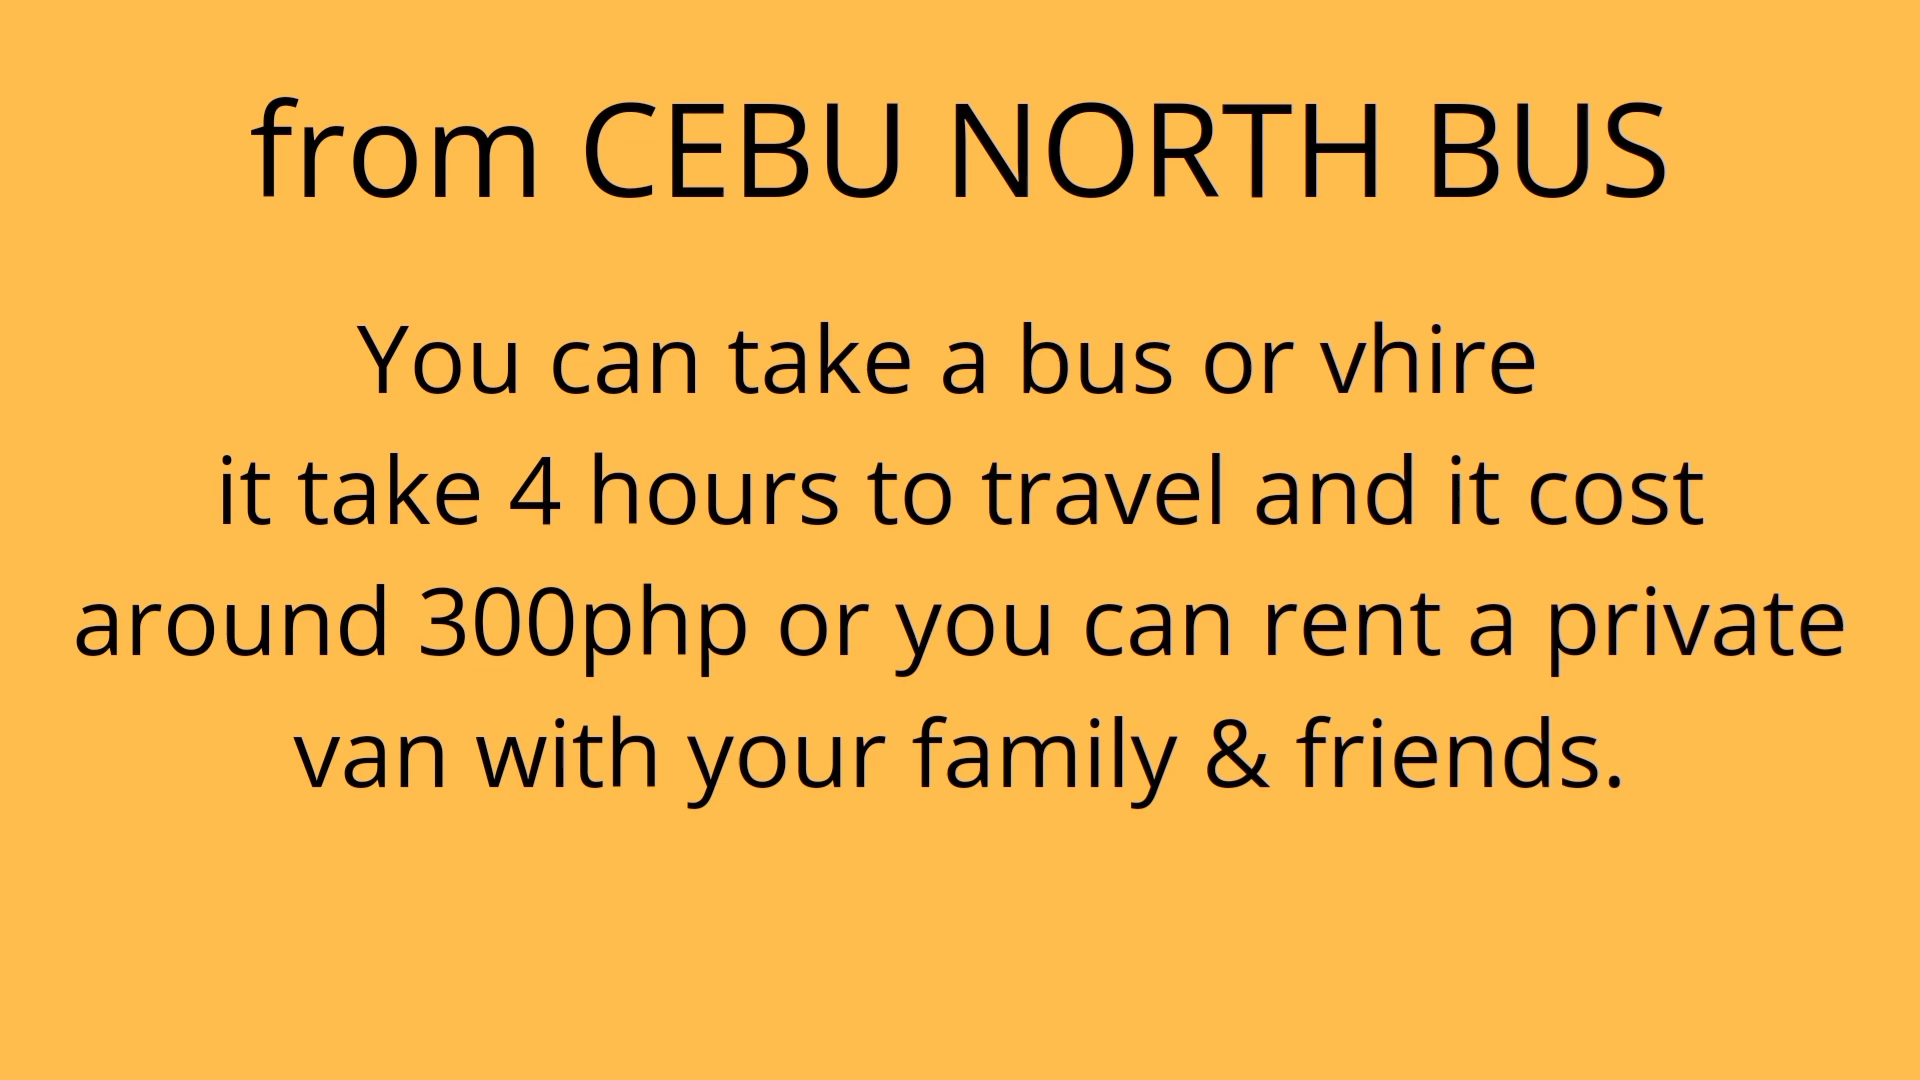 from CEBU NORTH BUS
You can take a bus or vhire
it take 4 hours to travel and it cost
around 300php or you can rent a private
van with your family & friends.